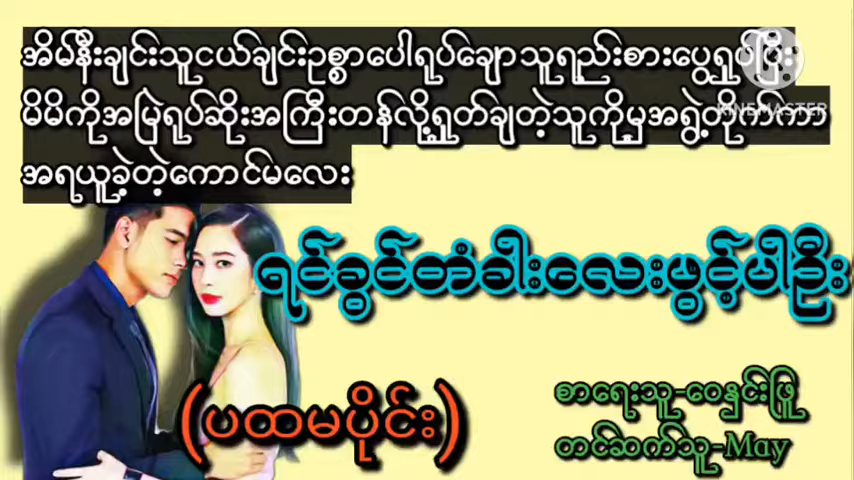 အိမ်နီးချင်းသူငယ်ချင်းဥစ္စာပေါရုပ်ချောသူရည်းစားပွေရှုပ်ပြီး
KINEMASTER
မိမိကိုအမြဲရုပ်ဆိုးအကြီးတန်လို့ရှုတ်ချတဲ့သူကိုမှအရွဲ့တိုက်ကာ
အရယူခဲ့တဲ့ကောင်မလေး
ရင်ခွင်တံခါးလေးဖွင့်ပါဦး
(ပထမပိုင်း)
စာရေးသူ-ဝေနှင်းဖြူ
တင်ဆက်သူ-May